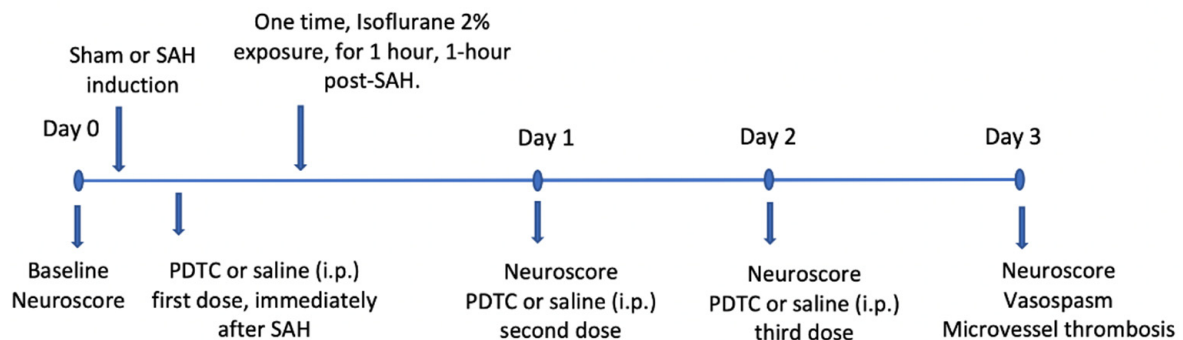 One time, Isoflurane 2%
exposure, for 1 hour, 1-hour
post-SAH.
Sham or SAH
induction
Day 0
Day 1
Day 2
Day 3
Baseline
Neuroscore
PDTC or saline (i.p.)
first dose, immediately
after SAH
Neuroscore
PDTC or saline (i.p.)
second dose
Neuroscore
PDTC or saline (i.p.)
third dose
Neuroscore
Vasospasm
Microvessel thrombosis